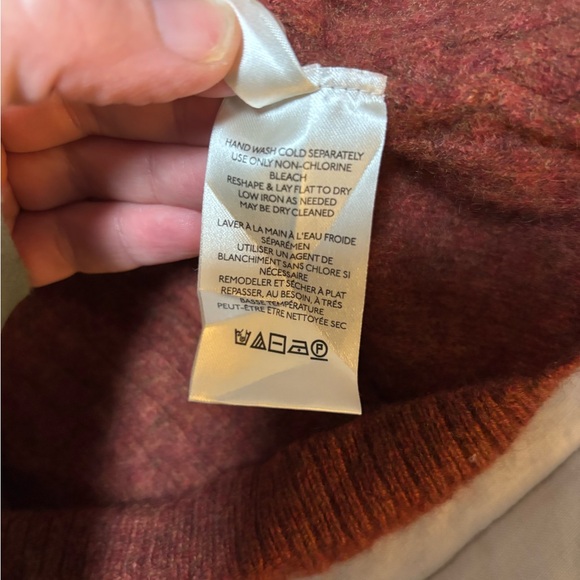 HAND WASH COLD SEPARATELY
USE ONLY NON-CHLORINE
BLEACH
RESHAPE & LAY FLAT TO DRY
LOW IRON AS NEEDED
MAY BE DRY CLEANED
LAVER À LA MAIN À L'EAU FROIDE
SÉPARÉMEN
UTILISER UN AGENT DE
BLANCHIMENT SANS CHLORE SI
NÉCESSAIRE
REMODELER ET SÉCHER À PLAT
REPASSER, AU BESOIN, À TRÉS
BASSE TEMPÉRATURE
PEUT-ÊTRE ÊTRE NETTOYÉE SEC
P